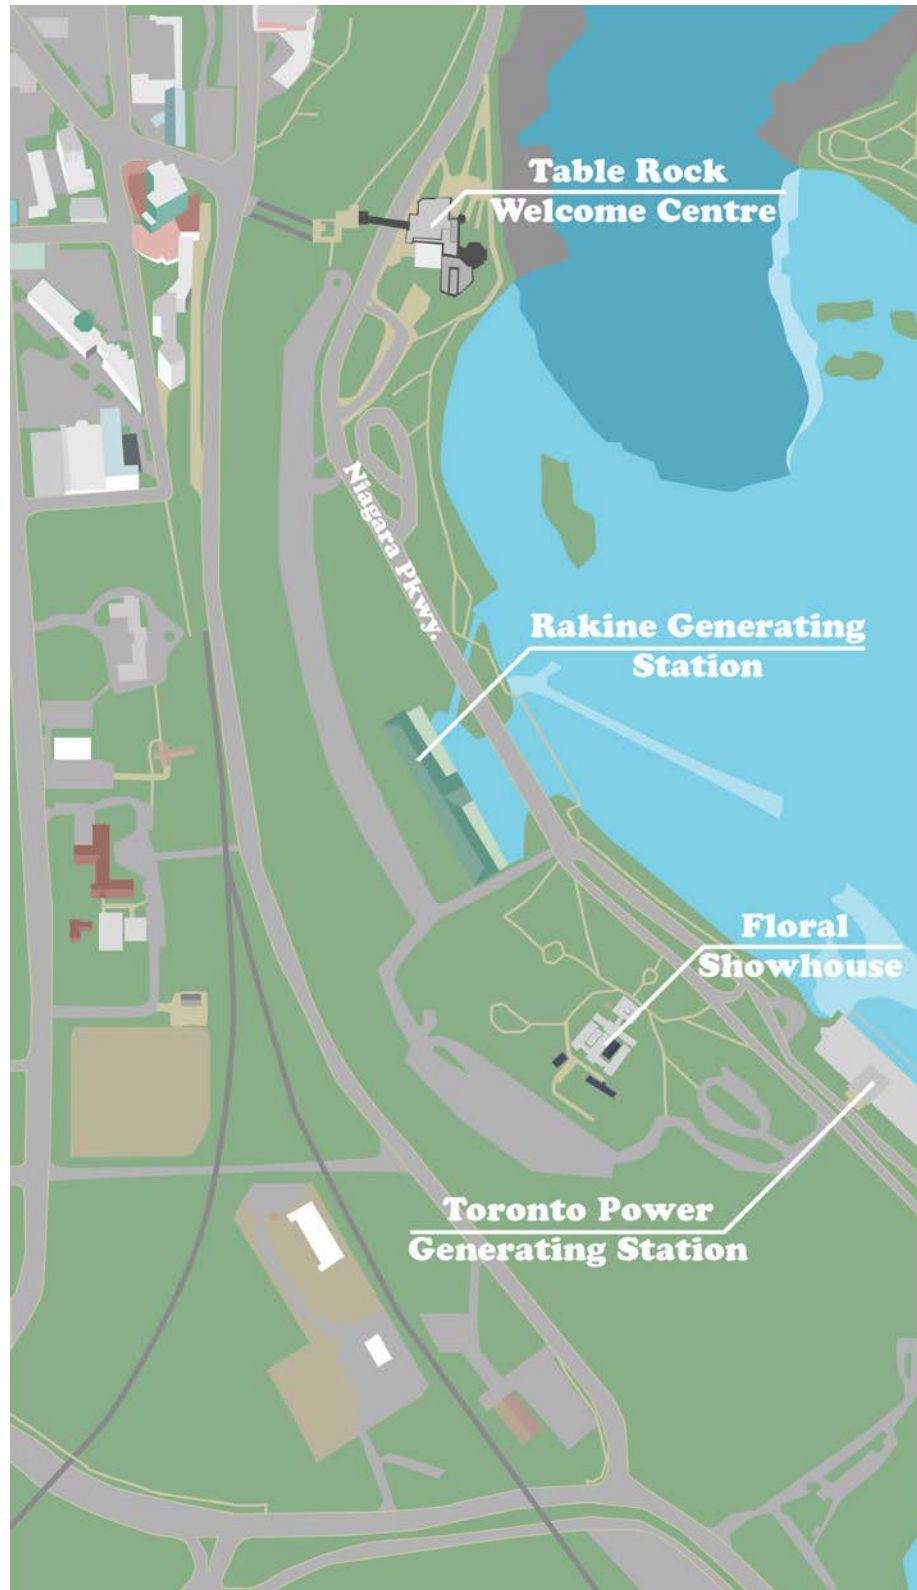 Table Rock
Welcome Centre
Niagara Pkwy.
Rakine Generating
Station
Floral
Showhouse
Toronto Power
Generating Station